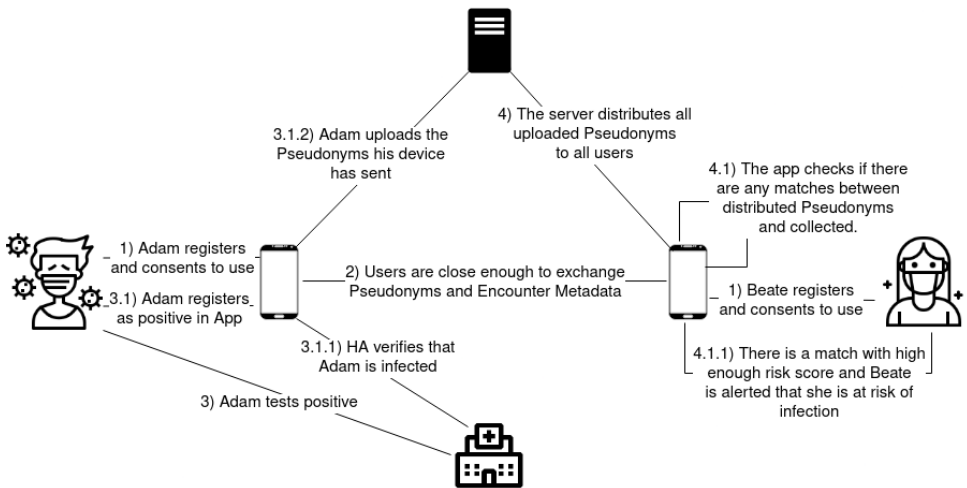 3.1.2) Adam uploads the
Pseudonyms his device
has sent
4) The server distributes all
uploaded Pseudonyms
to all users
4.1) The app checks if there
are any matches between
distributed Pseudonyms
and collected.
1) Adam registers
and consents to use
3.1) Adam registers
as positive in App
2) Users are close enough to exchange
Pseudonyms and Encounter Metadata
1) Beate registers
and consents to use
3.1.1) HA verifies that
Adam is infected
4.1.1) There is a match with high
enough risk score and Beate
is alerted that she is at risk of
infection
3) Adam tests positive